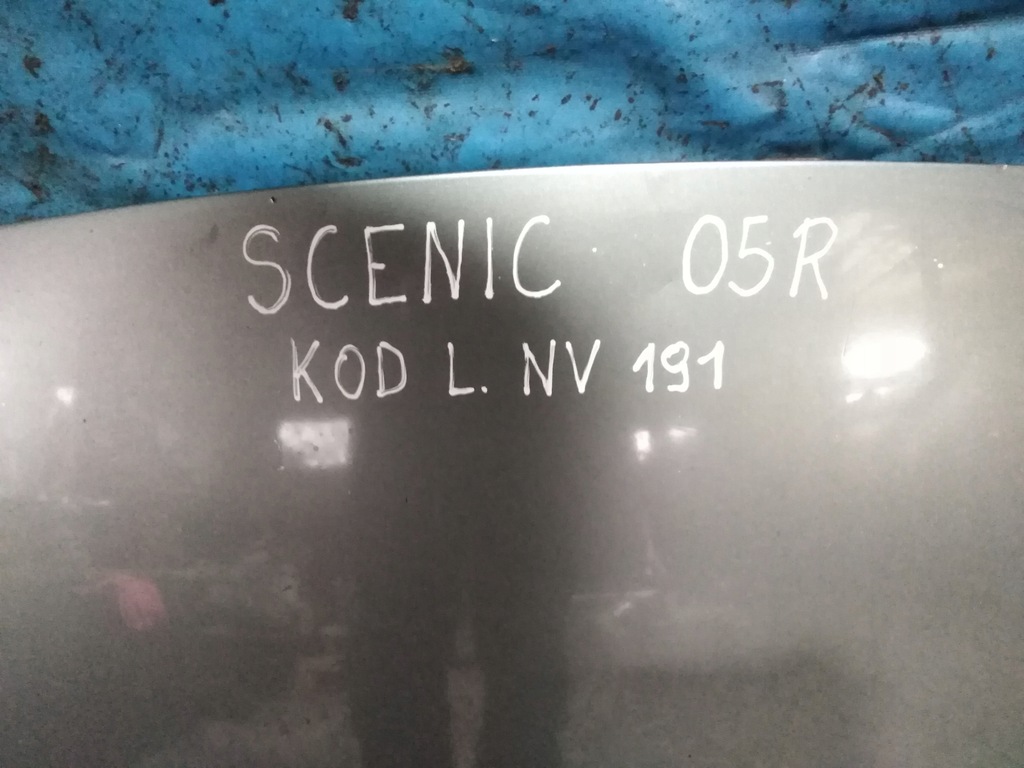 SCENIC 05R
KOD L. NV 191